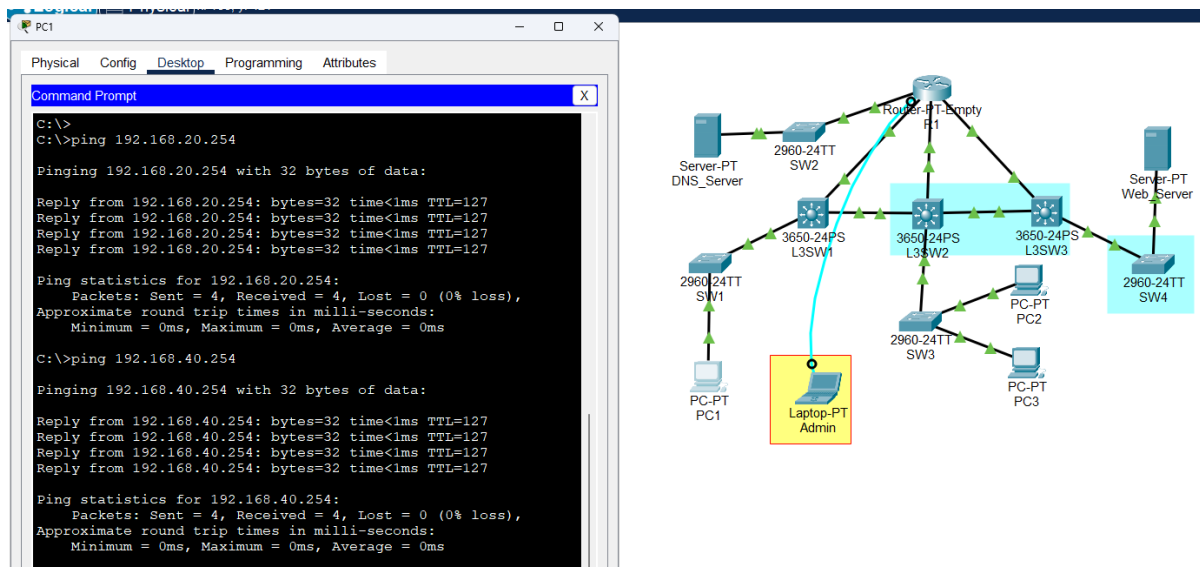 PC1
Physical Config Desktop Programming Attributes
Command Prompt
X
C:\>
C:\>ping 192.168.20.254
Pinging 192.168.20.254 with 32 bytes of data:
Reply from 192.168.20.254: bytes=32 time<1ms TTL=127
Reply from 192.168.20.254: bytes=32 time<1ms TTL=127
Reply from 192.168.20.254: bytes=32 time<1ms TTL=127
Reply from 192.168.20.254: bytes=32 time<1ms TTL=127
Ping statistics for 192.168.20.254:
Packets: Sent = 4, Received = 4, Lost = 0 (0% loss),
Approximate round trip times in milli-seconds:
Minimum = 0ms, Maximum = 0ms, Average = 0ms
C:\>ping 192.168.40.254
Pinging 192.168.40.254 with 32 bytes of data:
Reply from 192.168.40.254: bytes=32 time<1ms TTL=127
Reply from 192.168.40.254: bytes=32 time<1ms TTL=127
Reply from 192.168.40.254: bytes=32 time<1ms TTL=127
Reply from 192.168.40.254: bytes=32 time<1ms TTL=127
Ping statistics for 192.168.40.254:
Packets: Sent = 4, Received = 4, Lost = 0 (0% loss),
Approximate round trip times in milli-seconds:
Minimum = 0ms, Maximum = 0ms, Average = 0ms
Router-PT-Empty
R1
2960-24TT
SW2
Server-PT
DNS_Server
Server-PT
Web_Server
3650-24PS
L3SW1
3650-24PS
L3SW2
3650-24PS
L3SW3
2960-24TT
SW1
2960-24TT
SW4
PC-PT
PC2
2960-24TT
SW3
PC-PT
PC3
PC-PT
PC1
Laptop-PT
Admin